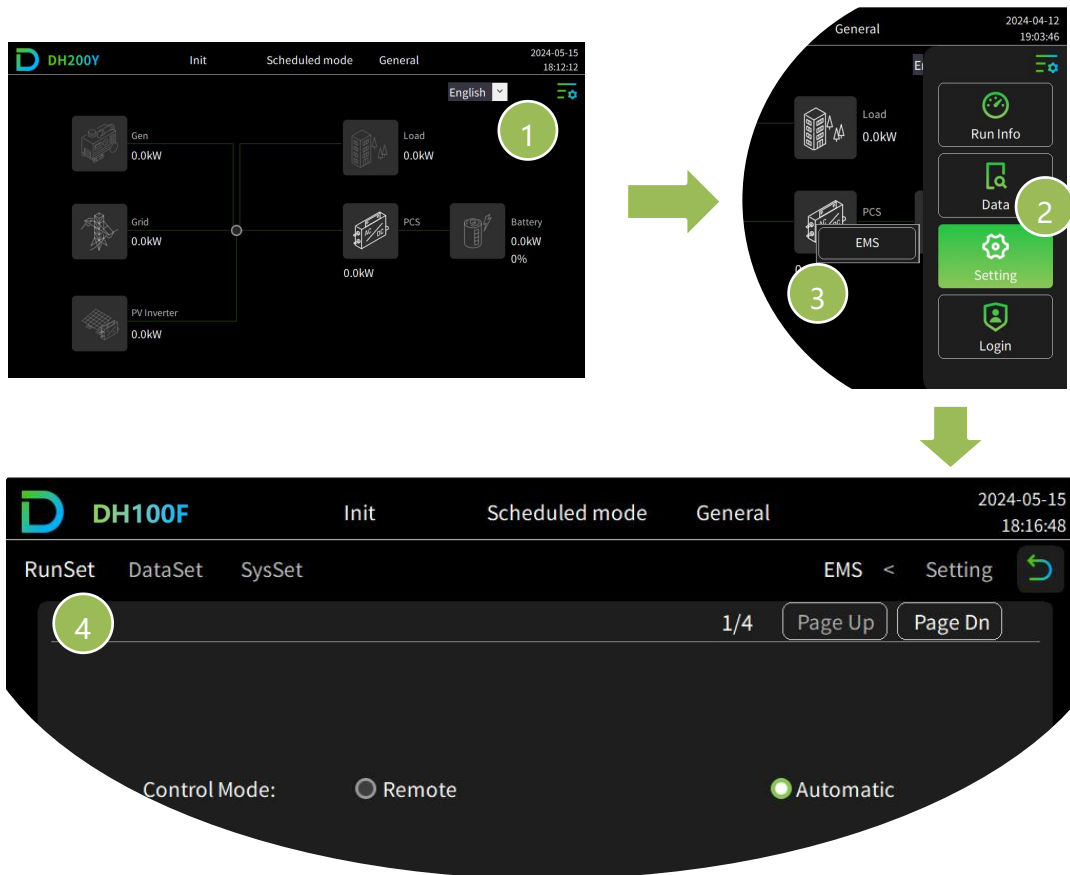 DH200Y Init Scheduled mode General 2024-05-15
18:12:12
English
1
Gen
0.0kW
Load
0.0kW
Grid
0.0kW
PCS
0.0kW
Battery
0.0kW
0%
PV Inverter
0.0kW
General 2024-04-12
19:03:46
Load
0.0kW
PCS
EMS
3
Run Info
Data
2
Setting
Login
DH100F Init Scheduled mode General 2024-05-15
18:16:48
RunSet DataSet SysSet EMS < Setting
4
1/4 Page Up Page Dn
Control Mode: Remote Automatic